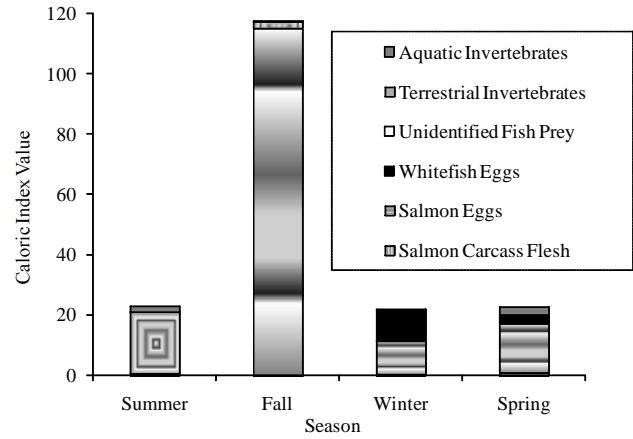 120
100
80
60
40
20
0
Caloric Index Value
Aquatic Invertebrates
Terrestrial Invertebrates
Unidentified Fish Prey
Whitefish Eggs
Salmon Eggs
Salmon Carcass Flesh
Summer Fall Winter Spring
Season